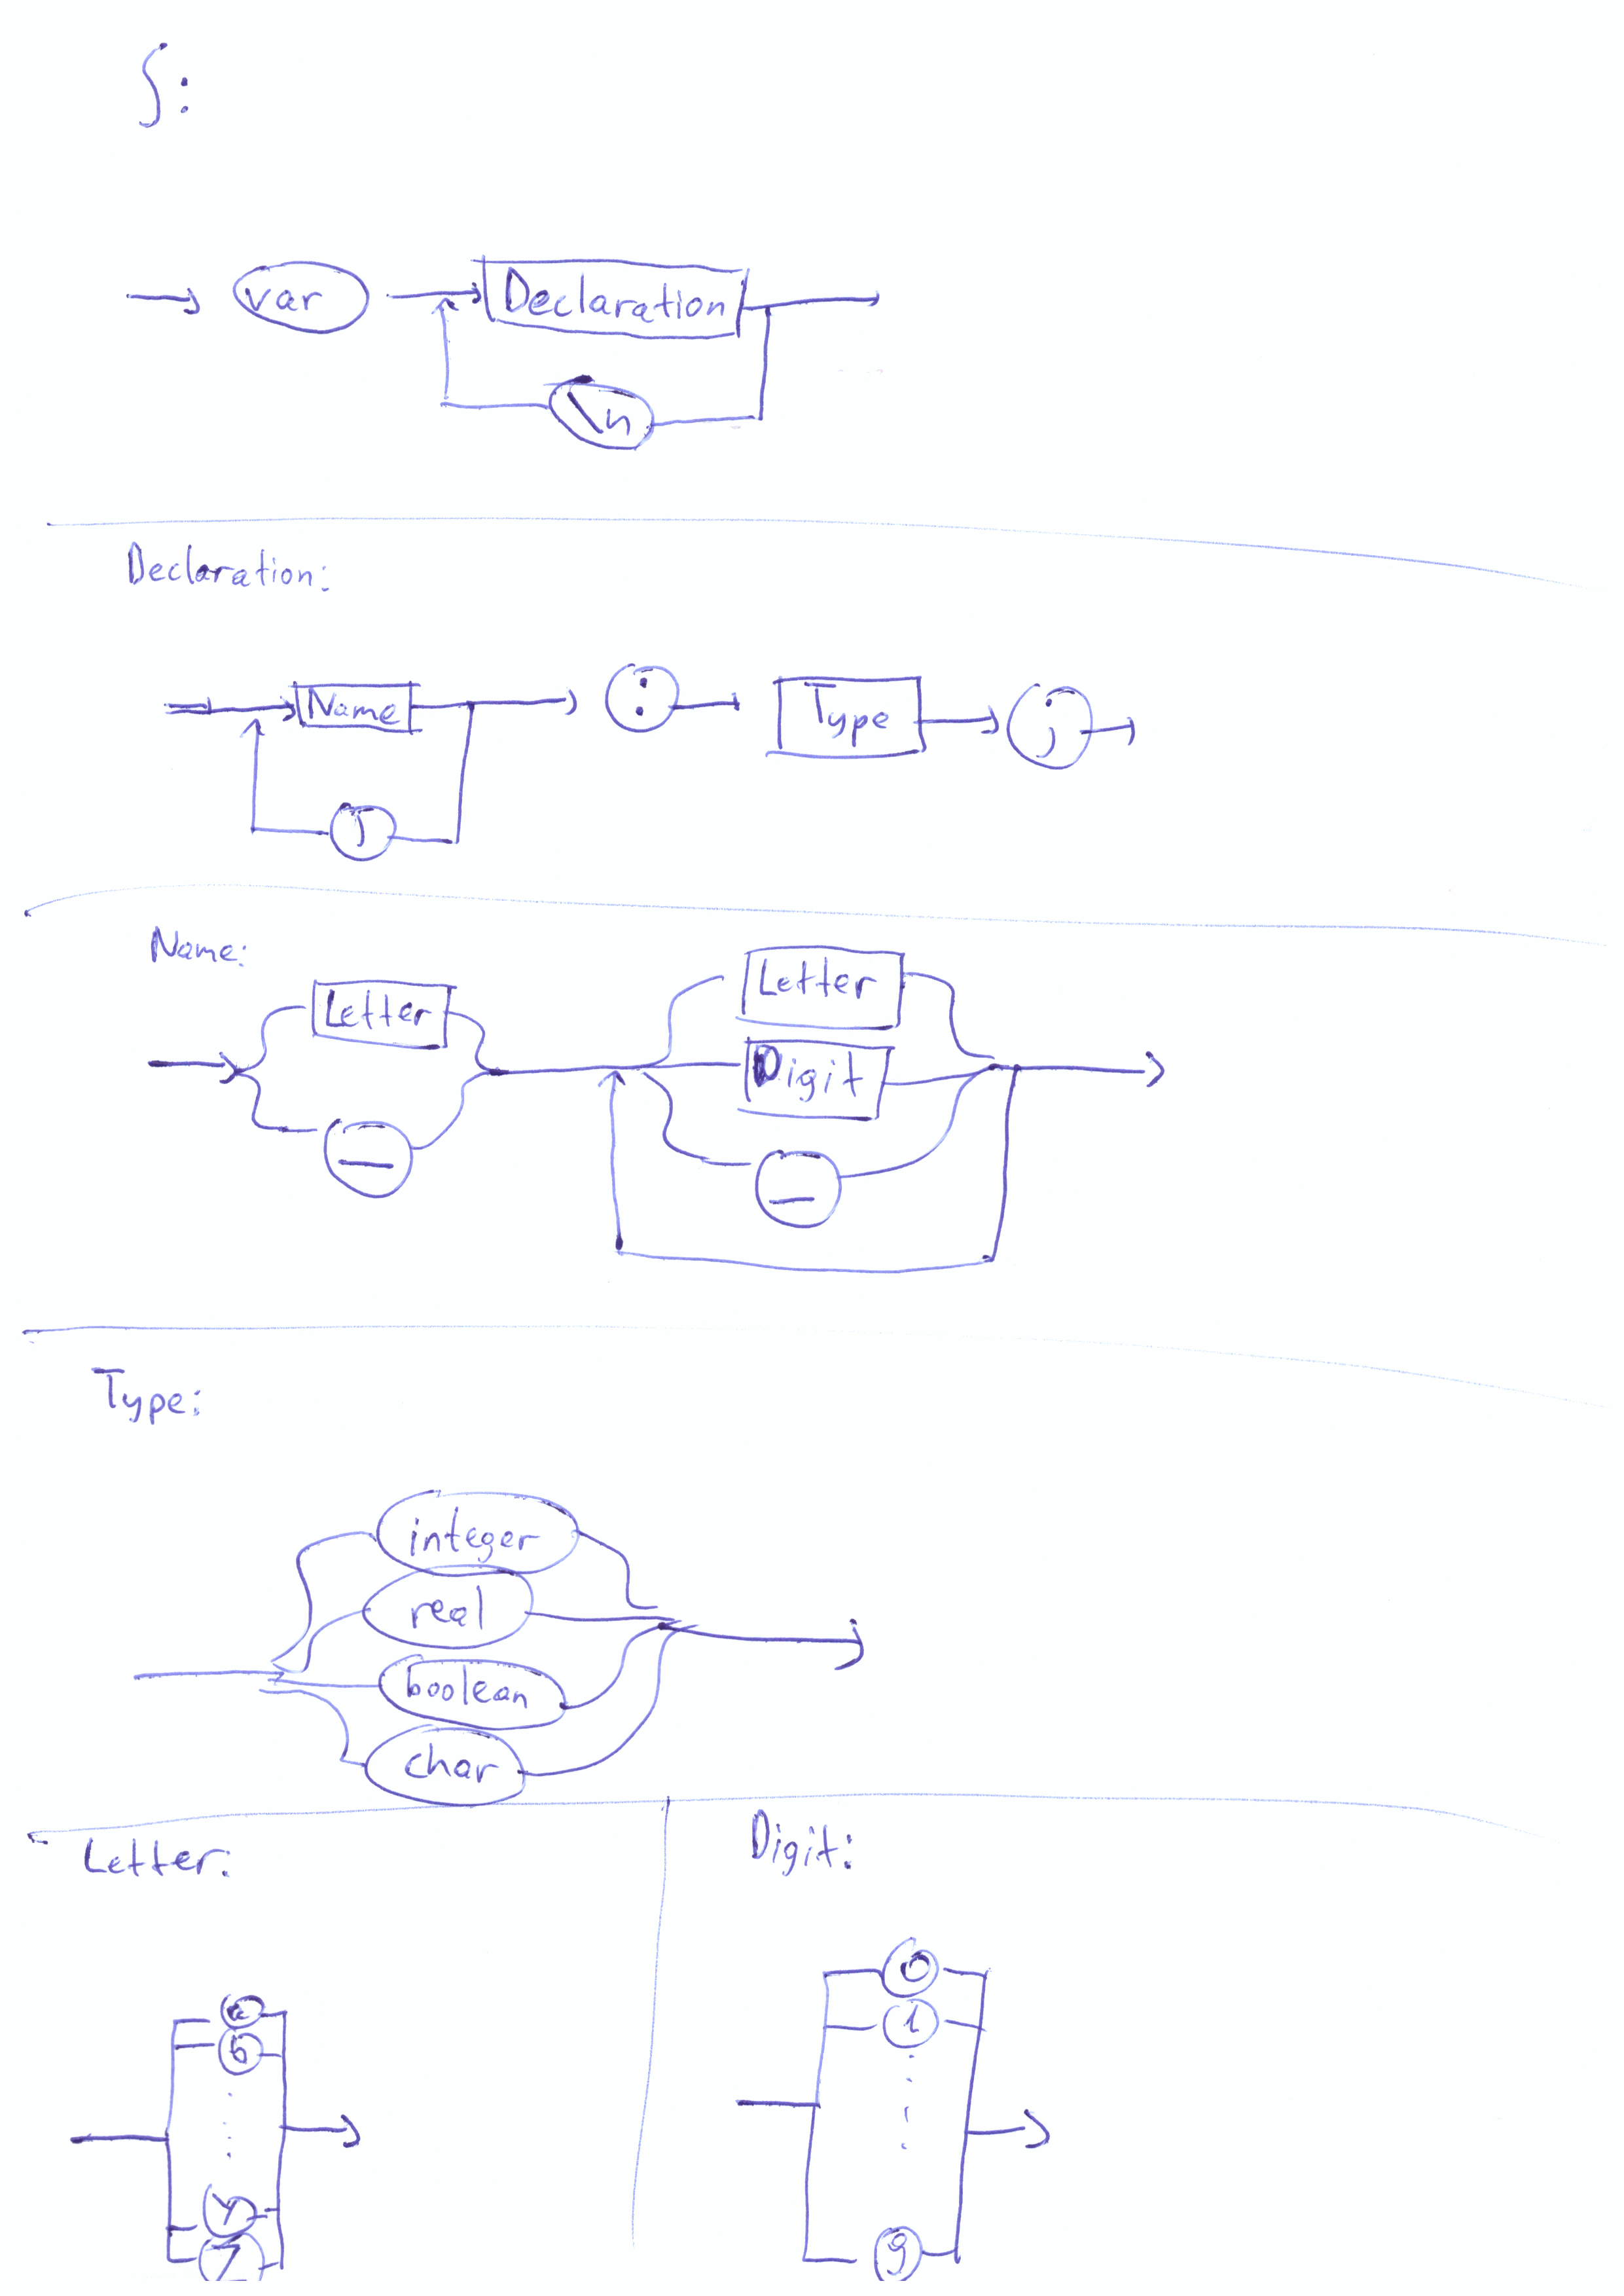 S:
var Declaration
\n
Declaration:
Name : Type ;
,
Name:
Letter Letter
Digit
_ _
Type:
integer
real
boolean
char
Letter: Digit:
a 0
b 1
y
z 9